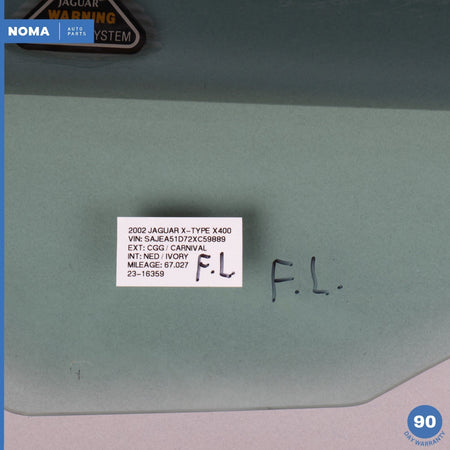 JAGUAR
WARNING
SYSTEM
NOMA AUTO PARTS
2002 JAGUAR X-TYPE X400
VIN: SAJEA51D72XC59889
EXT: CGG / CARNIVAL
INT: NED / IVORY
MILEAGE: 67.027
23-16359
F.L
F.L.
90
DAY WARRANTY